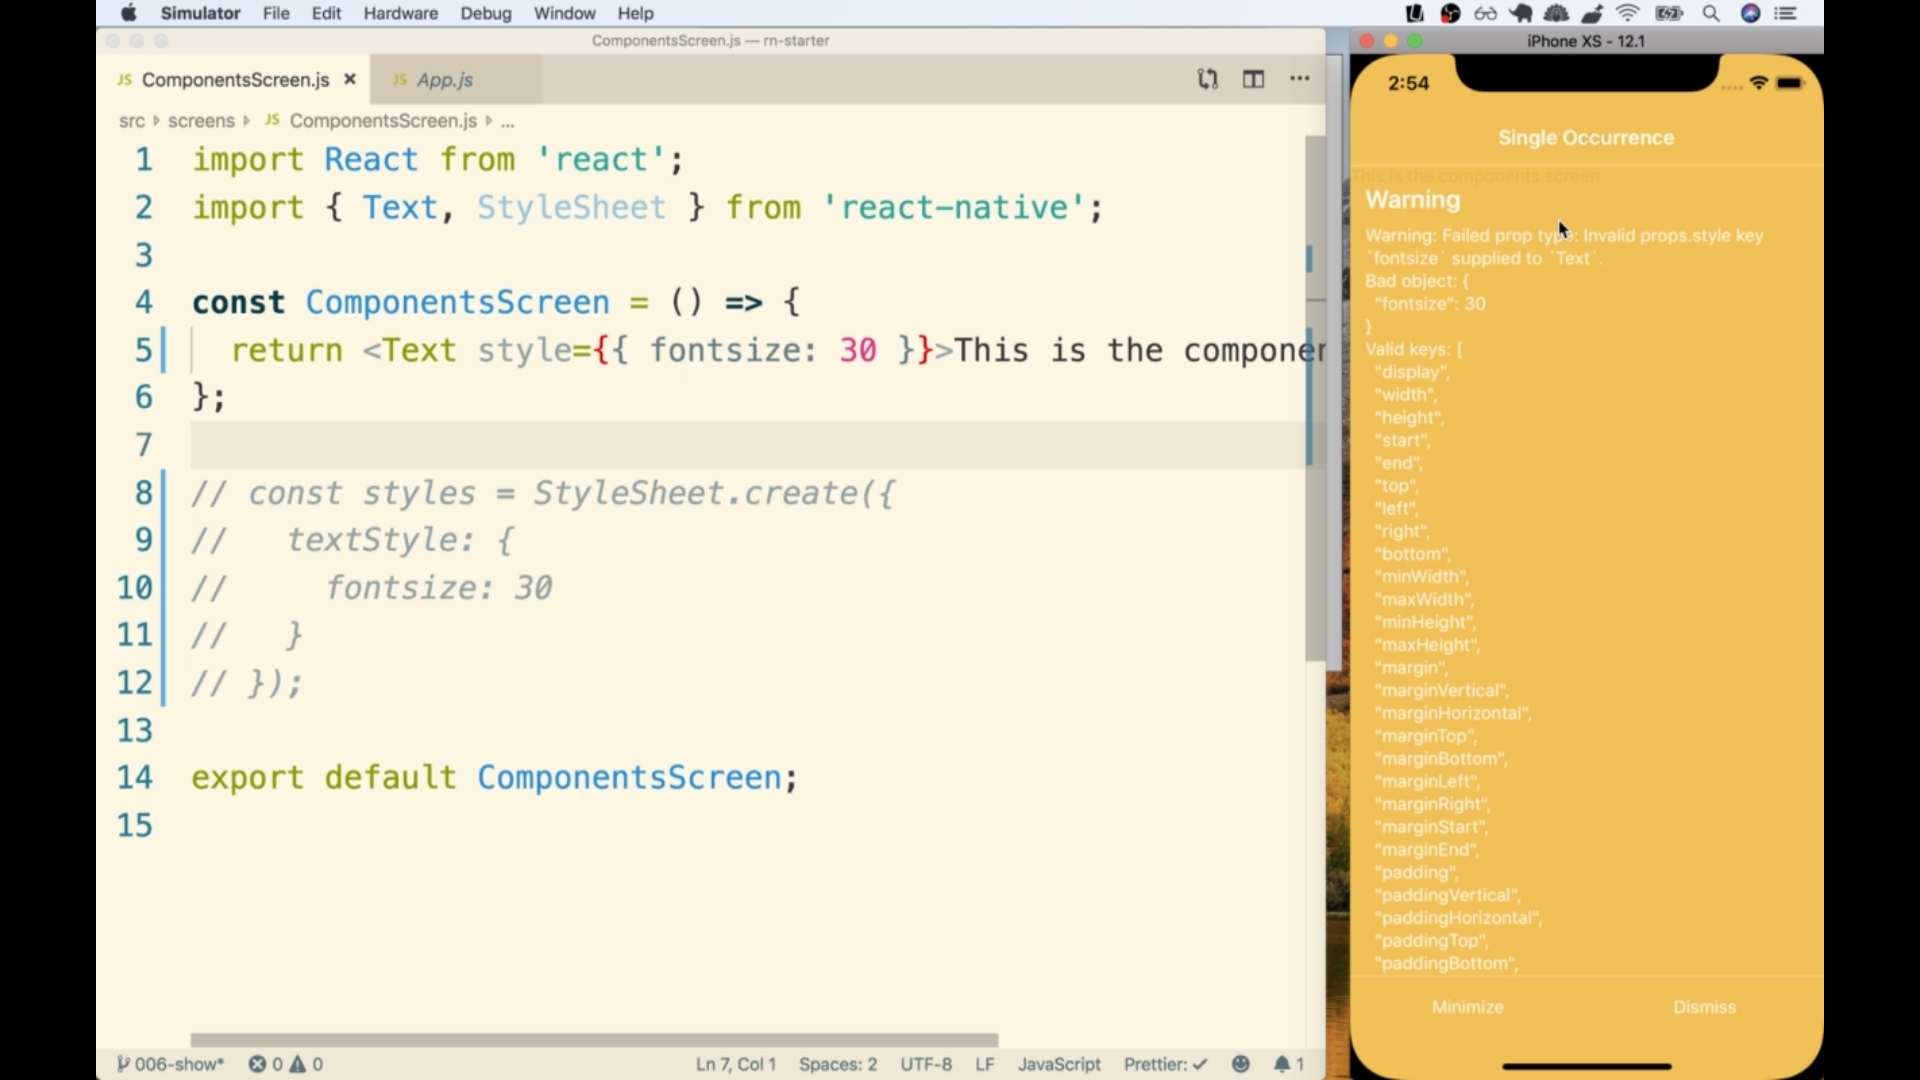 Simulator File Edit Hardware Debug Window Help
ComponentsScreen.js — rn-starter
JS ComponentsScreen.js × JS App.js
src screens JS ComponentsScreen.js ...
1 import React from 'react';
2 import { Text, StyleSheet } from 'react-native';
3
4 const ComponentsScreen = () => {
5 return <Text style={{ fontsize: 30 }}>This is the componen
6 };
7
8 // const styles = StyleSheet.create({
9 // textStyle: {
10 // fontsize: 30
11 // }
12 // });
13
14 export default ComponentsScreen;
15
006-show* 0 0 Ln 7, Col 1 Spaces: 2 UTF-8 LF JavaScript Prettier: ✓ 1
iPhone XS - 12.1
2:54
Single Occurrence
This is the components screen
Warning
Warning: Failed prop type: Invalid props.style key
`fontsize` supplied to `Text`.
Bad object: {
"fontsize": 30
}
Valid keys: [
"display",
"width",
"height",
"start",
"end",
"top",
"left",
"right",
"bottom",
"minWidth",
"maxWidth",
"minHeight",
"maxHeight",
"margin",
"marginVertical",
"marginHorizontal",
"marginTop",
"marginBottom",
"marginLeft",
"marginRight",
"marginStart",
"marginEnd",
"padding",
"paddingVertical",
"paddingHorizontal",
"paddingTop",
"paddingBottom",
Minimize Dismiss